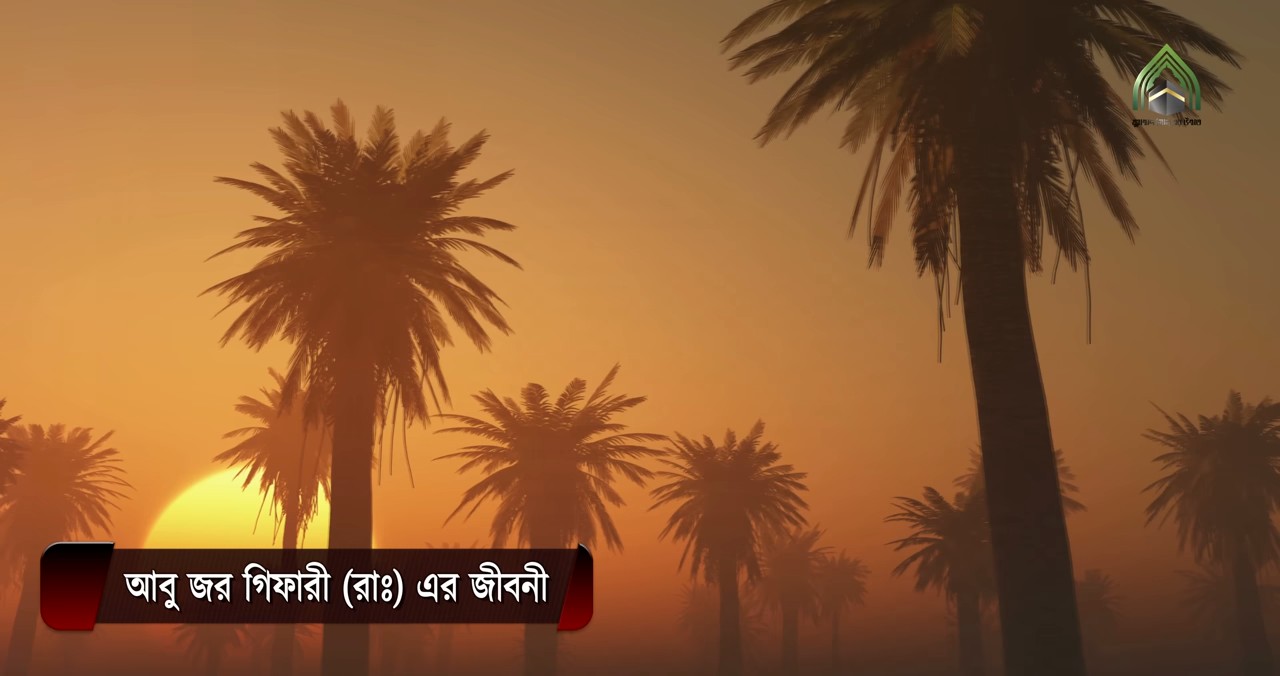 আবু জর গিফারী (রাঃ) এর জীবনী